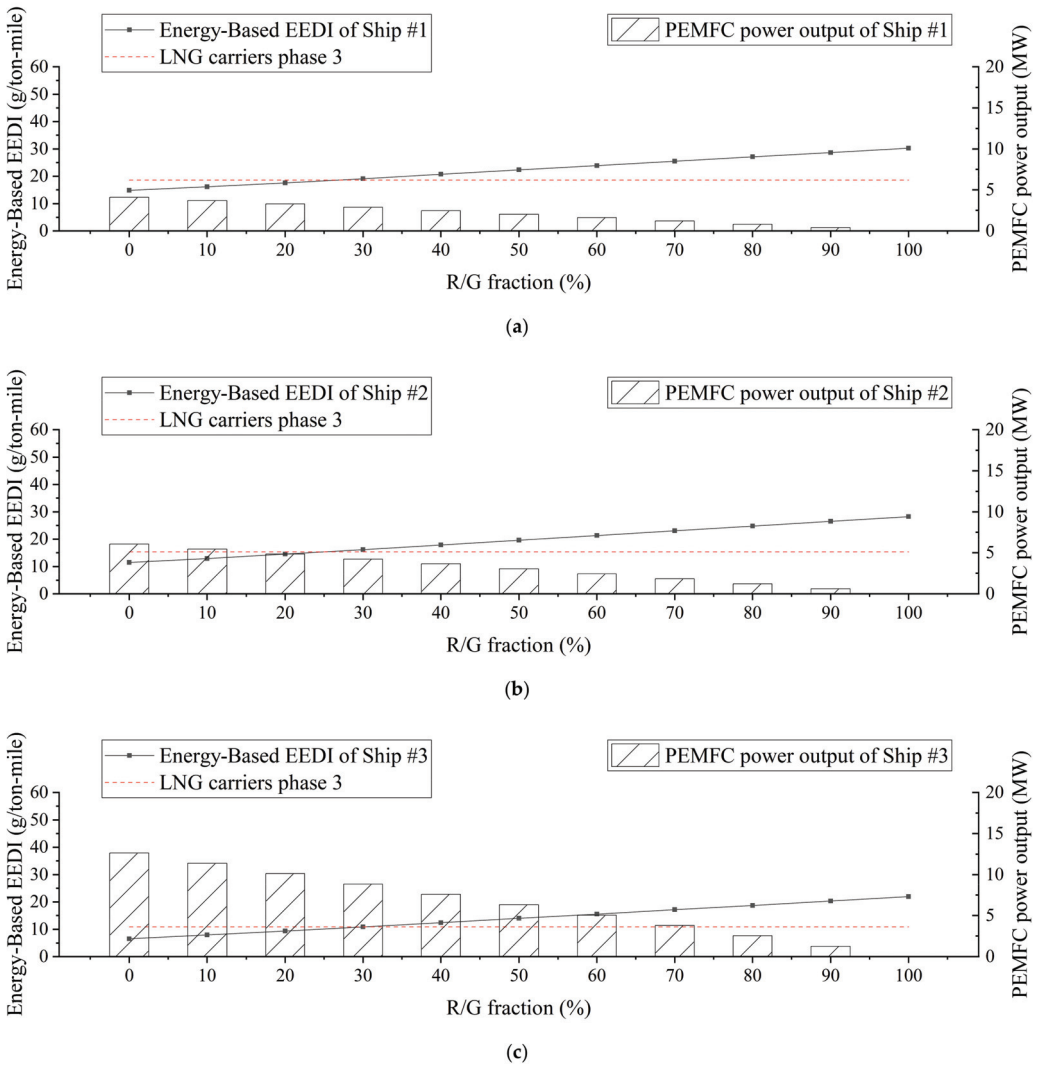 Energy-Based EEDI of Ship #1
LNG carriers phase 3
PEMFC power output of Ship #1
Energy-Based EEDI (g/ton-mile)
60
50
40
30
20
10
0
20
15
10
5
0
PEMFC power output (MW)
0 10 20 30 40 50 60 70 80 90 100
R/G fraction (%)
(a)
Energy-Based EEDI of Ship #2
LNG carriers phase 3
PEMFC power output of Ship #2
Energy-Based EEDI (g/ton-mile)
60
50
40
30
20
10
0
20
15
10
5
0
PEMFC power output (MW)
0 10 20 30 40 50 60 70 80 90 100
R/G fraction (%)
(b)
Energy-Based EEDI of Ship #3
LNG carriers phase 3
PEMFC power output of Ship #3
Energy-Based EEDI (g/ton-mile)
60
50
40
30
20
10
0
20
15
10
5
0
PEMFC power output (MW)
0 10 20 30 40 50 60 70 80 90 100
R/G fraction (%)
(c)